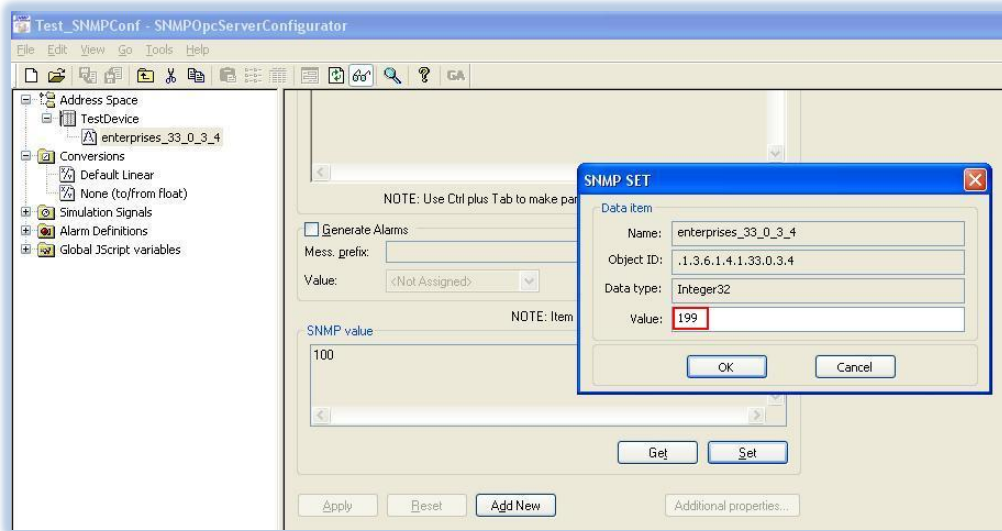 Test_SNMPConf - SNMPOpcServerConfigurator
File Edit View Go Tools Help
GA
Address Space
TestDevice
enterprises_33_0_3_4
Conversions
Default Linear
None (to/from float)
Simulation Signals
Alarm Definitions
Global JScript variables
NOTE: Use Ctrl plus Tab to make par
Generate Alarms
Mess. prefix:
Value: <Not Assigned>
NOTE: Item
SNMP value
100
Get Set
Apply Reset Add New Additional properties...
SNMP SET
Data item
Name: enterprises_33_0_3_4
Object ID: .1.3.6.1.4.1.33.0.3.4
Data type: Integer32
Value: 199
OK Cancel